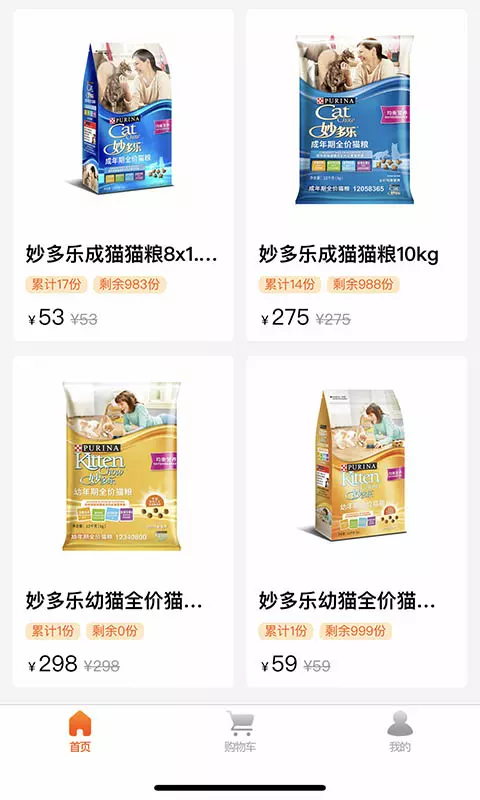 PURINA
Cat
Chow
妙多乐
成年期全价猫粮
妙多乐成猫猫粮8x1....
累计17份 剩余983份
¥53 ¥53
PURINA
Cat
Chow
妙多乐
均衡营养
成年期全价猫粮
成年期全价猫粮 12058365
妙多乐成猫猫粮10kg
累计14份 剩余988份
¥275 ¥275
PURINA
Kitten
Chow
妙多乐
均衡营养
幼年期全价猫粮
幼年期全价猫粮 12340800
妙多乐幼猫全价猫...
累计1份 剩余0份
¥298 ¥298
PURINA
Kitten
Chow
妙多乐
幼年期全价猫粮
妙多乐幼猫全价猫...
累计1份 剩余999份
¥59 ¥59
首页 购物车 我的